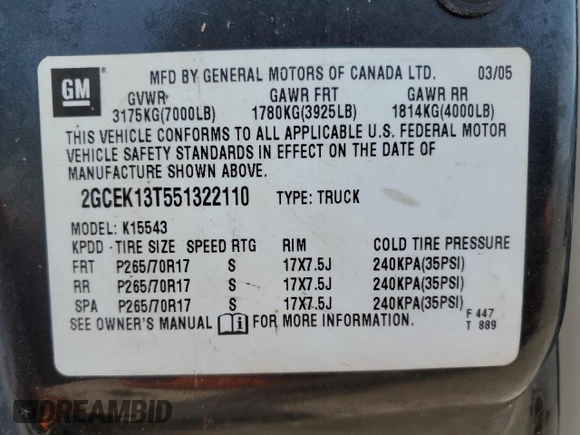 GM
MFD BY GENERAL MOTORS OF CANADA LTD. 03/05
GVWR GAWR FRT GAWR RR
3175KG(7000LB) 1780KG(3925LB) 1814KG(4000LB)
THIS VEHICLE CONFORMS TO ALL APPLICABLE U.S. FEDERAL MOTOR
VEHICLE SAFETY STANDARDS IN EFFECT ON THE DATE OF
MANUFACTURE SHOWN ABOVE.
2GCEK13T551322110 TYPE: TRUCK
MODEL: K15543
KPDD - TIRE SIZE SPEED RTG RIM COLD TIRE PRESSURE
FRT P265/70R17 S 17X7.5J 240KPA(35PSI)
RR P265/70R17 S 17X7.5J 240KPA(35PSI)
SPA P265/70R17 S 17X7.5J 240KPA(35PSI)
SEE OWNER'S MANUAL FOR MORE INFORMATION. F 447
T 889
DREAMBID